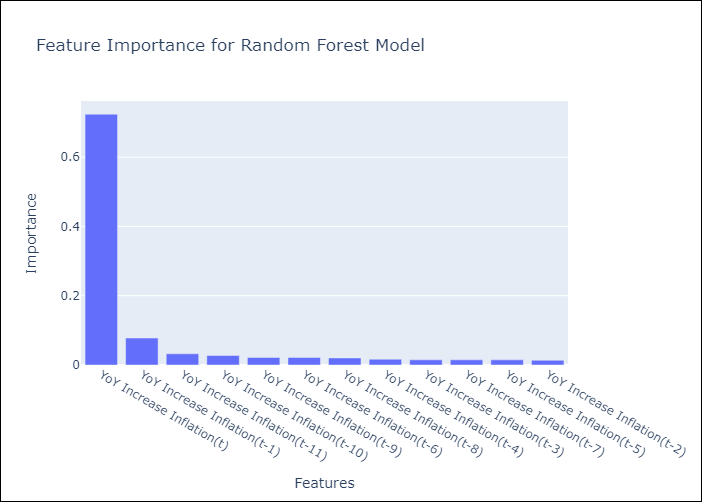 Feature Importance for Random Forest Model
Importance
0.6
0.4
0.2
0
YoY Increase Inflation(t)
YoY Increase Inflation(t-1)
YoY Increase Inflation(t-11)
YoY Increase Inflation(t-10)
YoY Increase Inflation(t-9)
YoY Increase Inflation(t-6)
YoY Increase Inflation(t-8)
YoY Increase Inflation(t-4)
YoY Increase Inflation(t-3)
YoY Increase Inflation(t-7)
YoY Increase Inflation(t-5)
YoY Increase Inflation(t-2)
Features